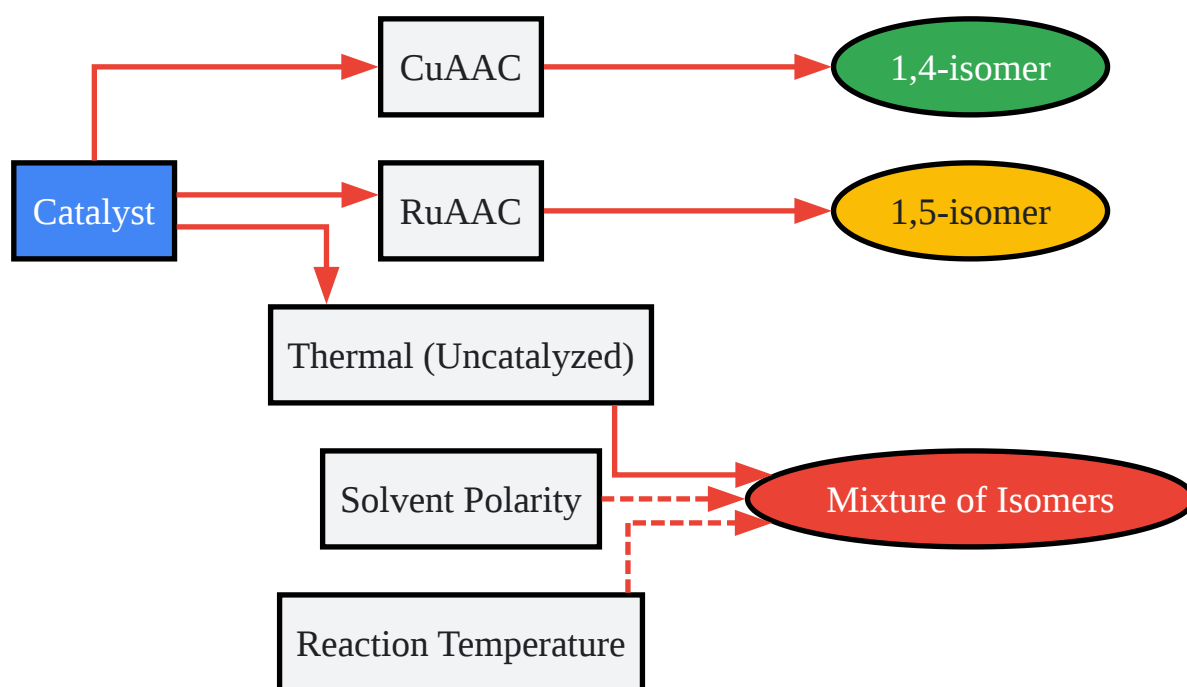 CuAAC
1,4-isomer
Catalyst
RuAAC
1,5-isomer
Thermal (Uncatalyzed)
Solvent Polarity
Mixture of Isomers
Reaction Temperature